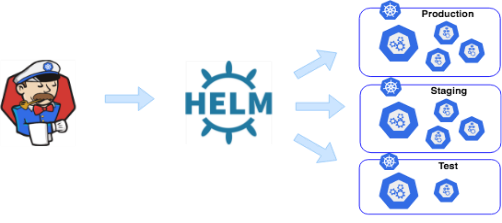 HELM
Production
Staging
Test